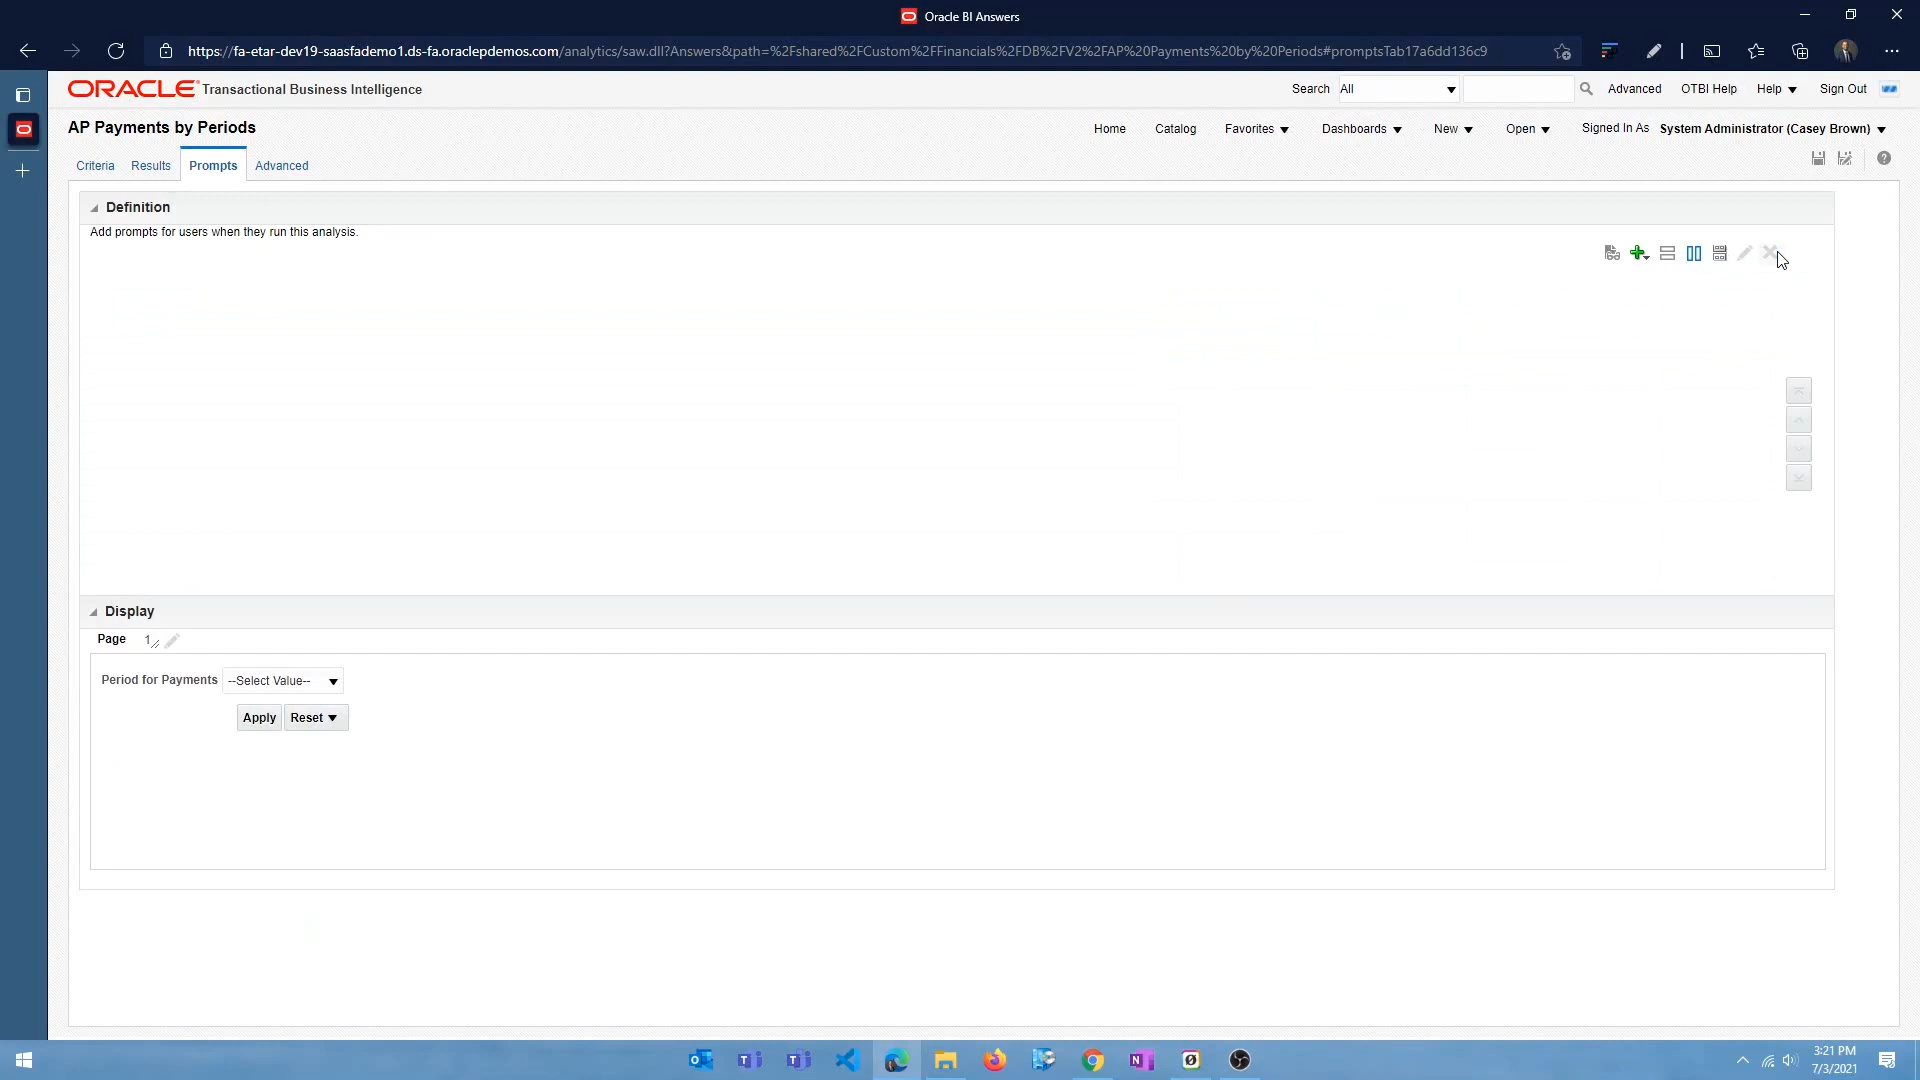 Oracle BI Answers
https://fa-etar-dev19-saasfademo1.ds-fa.oraclepdemos.com/analytics/saw.dll?Answers&path=%2Fshared%2FCustom%2FFinancials%2FDB%2FV2%2FAP%20Payments%20by%20Periods#promptsTab17a6dd136c9
ORACLE Transactional Business Intelligence
Search All Advanced OTBI Help Help Sign Out
AP Payments by Periods
Home Catalog Favorites Dashboards New Open Signed In As System Administrator (Casey Brown)
Criteria Results Prompts Advanced
Definition
Add prompts for users when they run this analysis.
Display
Page 1
Period for Payments --Select Value--
Apply Reset
3:21 PM
7/3/2021